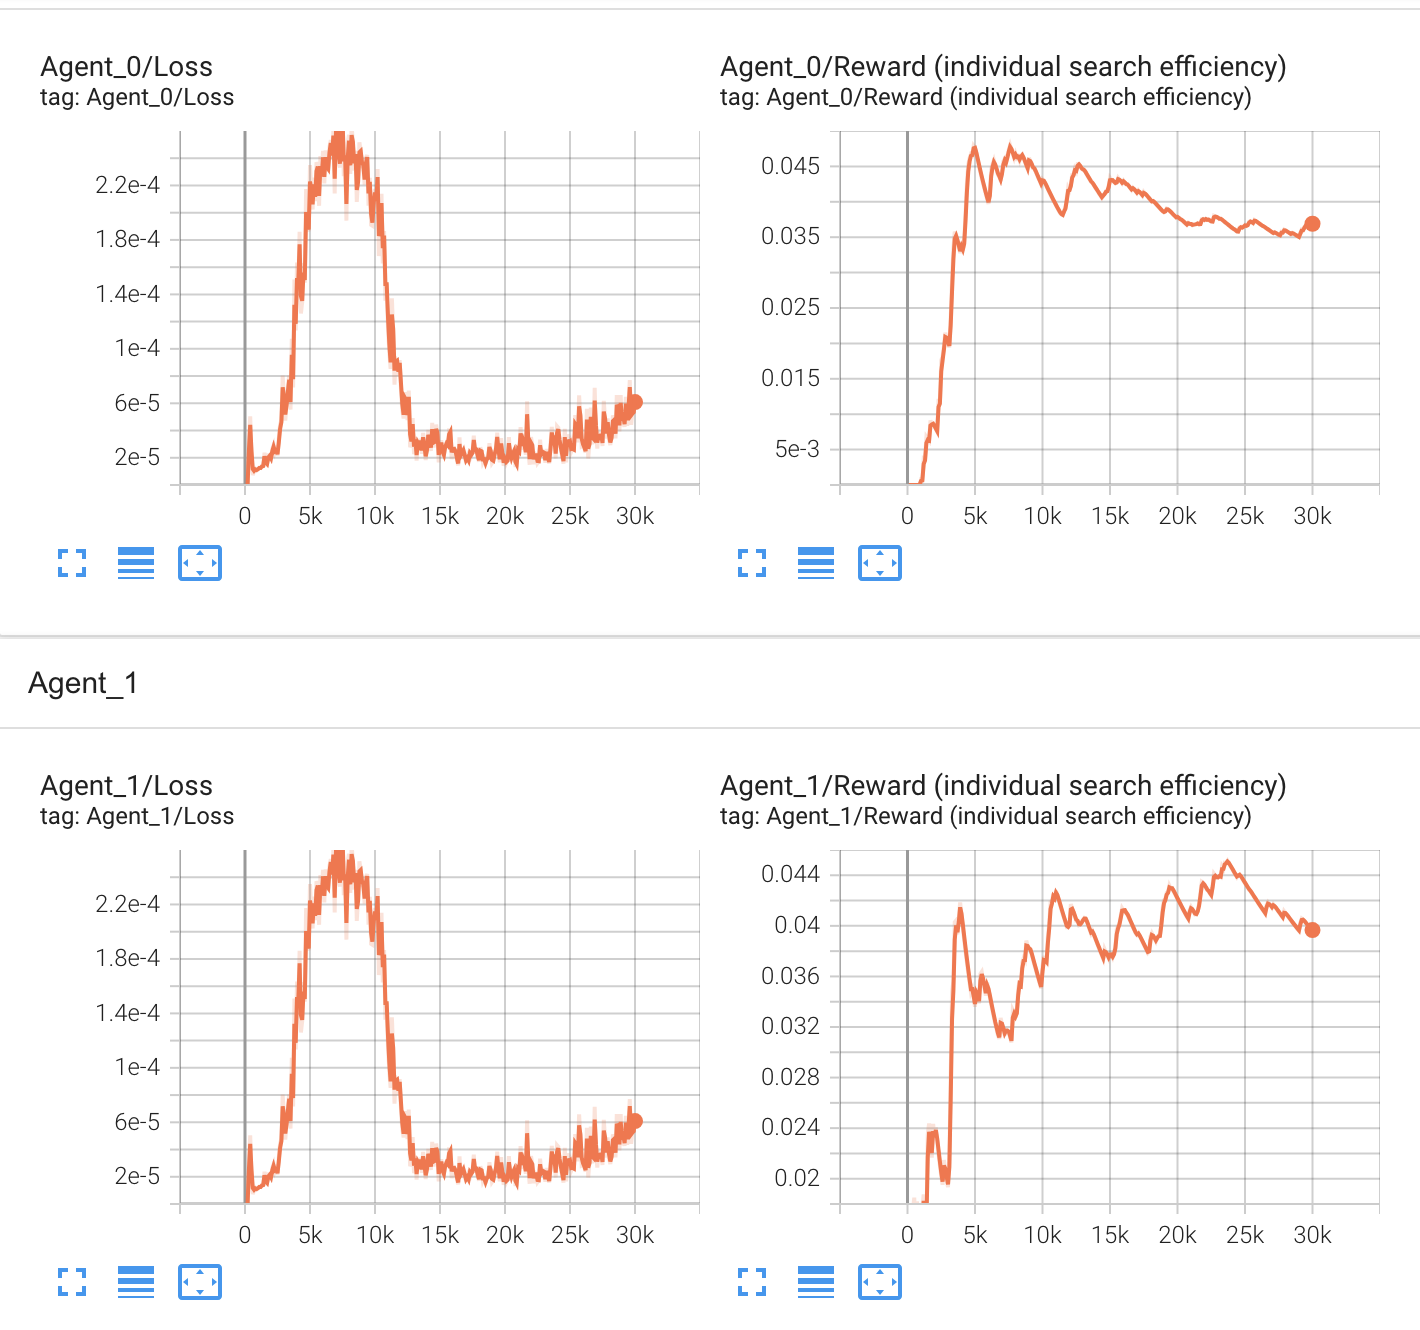 Agent_0/Loss
tag: Agent_0/Loss
2.2e-4
1.8e-4
1.4e-4
1e-4
6e-5
2e-5
0 5k 10k 15k 20k 25k 30k
Agent_0/Reward (individual search efficiency)
tag: Agent_0/Reward (individual search efficiency)
0.045
0.035
0.025
0.015
5e-3
0 5k 10k 15k 20k 25k 30k
Agent_1
Agent_1/Loss
tag: Agent_1/Loss
2.2e-4
1.8e-4
1.4e-4
1e-4
6e-5
2e-5
0 5k 10k 15k 20k 25k 30k
Agent_1/Reward (individual search efficiency)
tag: Agent_1/Reward (individual search efficiency)
0.044
0.04
0.036
0.032
0.028
0.024
0.02
0 5k 10k 15k 20k 25k 30k